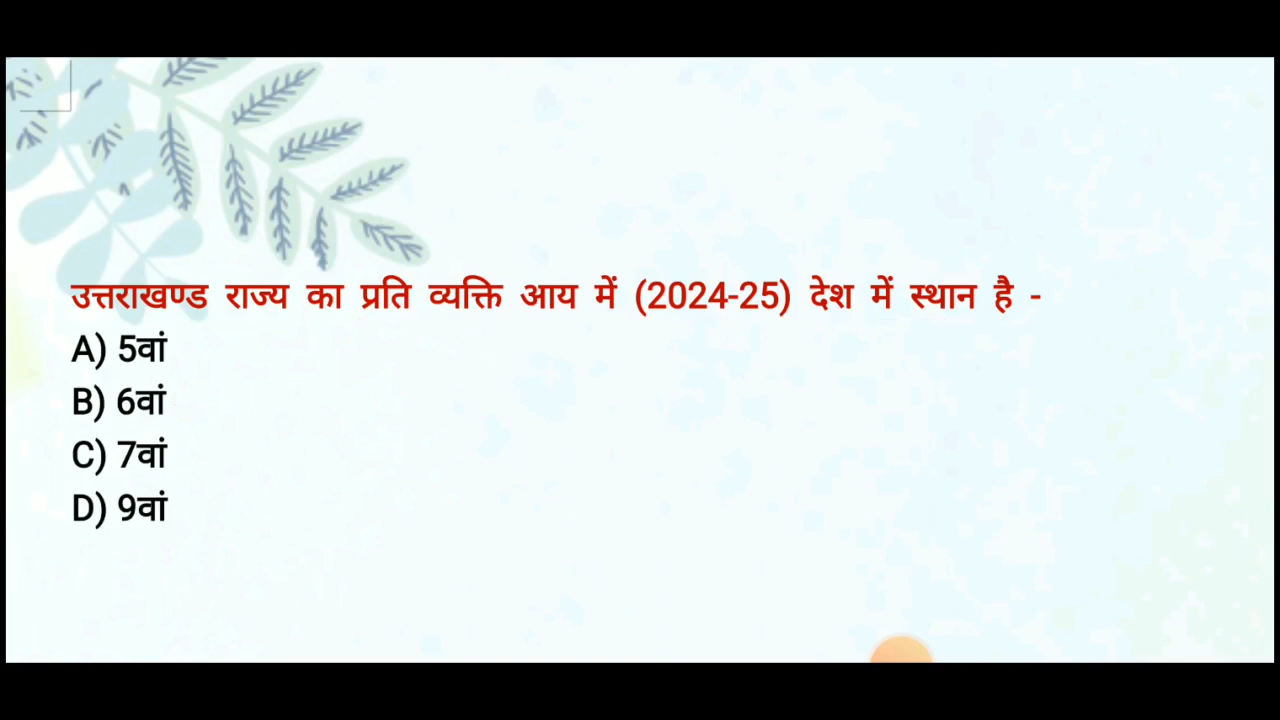 उत्तराखण्ड राज्य का प्रति व्यक्ति आय में (2024-25) देश में स्थान है -
A) 5वां
B) 6वां
C) 7वां
D) 9वां